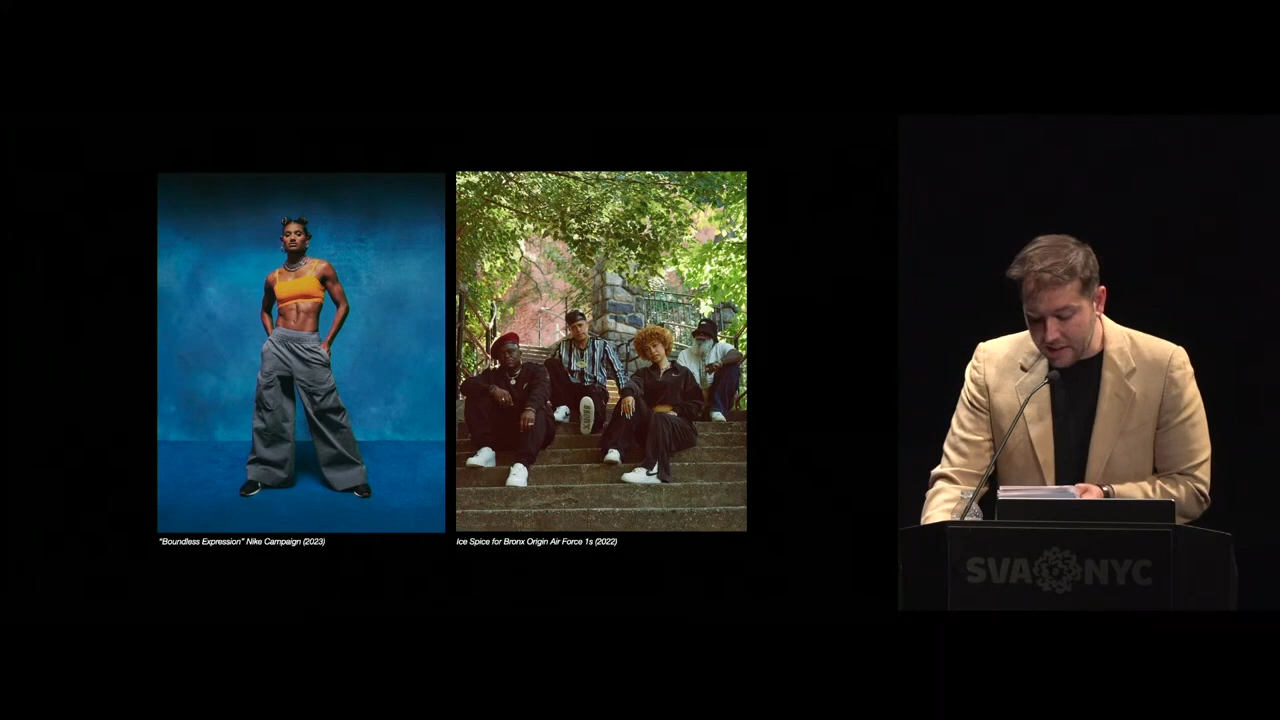 "Boundless Expression" Nike Campaign (2023)
Ice Spice for Bronx Origin Air Force 1s (2022)
SVA NYC